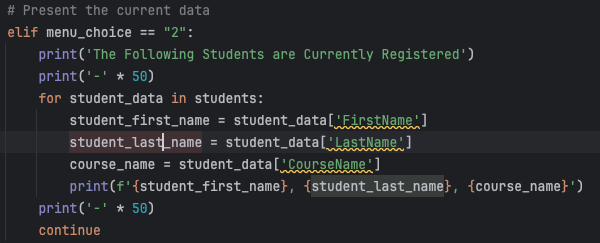 # Present the current data
elif menu_choice == "2":
    print('The Following Students are Currently Registered')
    print('-' * 50)
    for student_data in students:
        student_first_name = student_data['FirstName']
        student_last_name = student_data['LastName']
        course_name = student_data['CourseName']
        print(f'{student_first_name}, {student_last_name}, {course_name}')
    print('-' * 50)
    continue